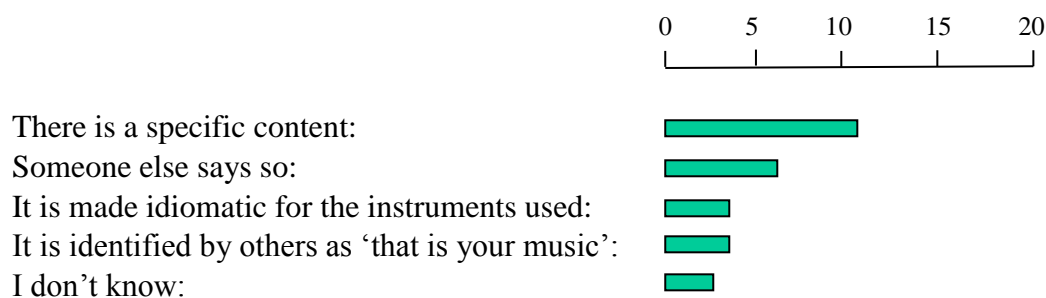 0 5 10 15 20
There is a specific content:
Someone else says so:
It is made idiomatic for the instruments used:
It is identified by others as ‘that is your music’:
I don’t know: